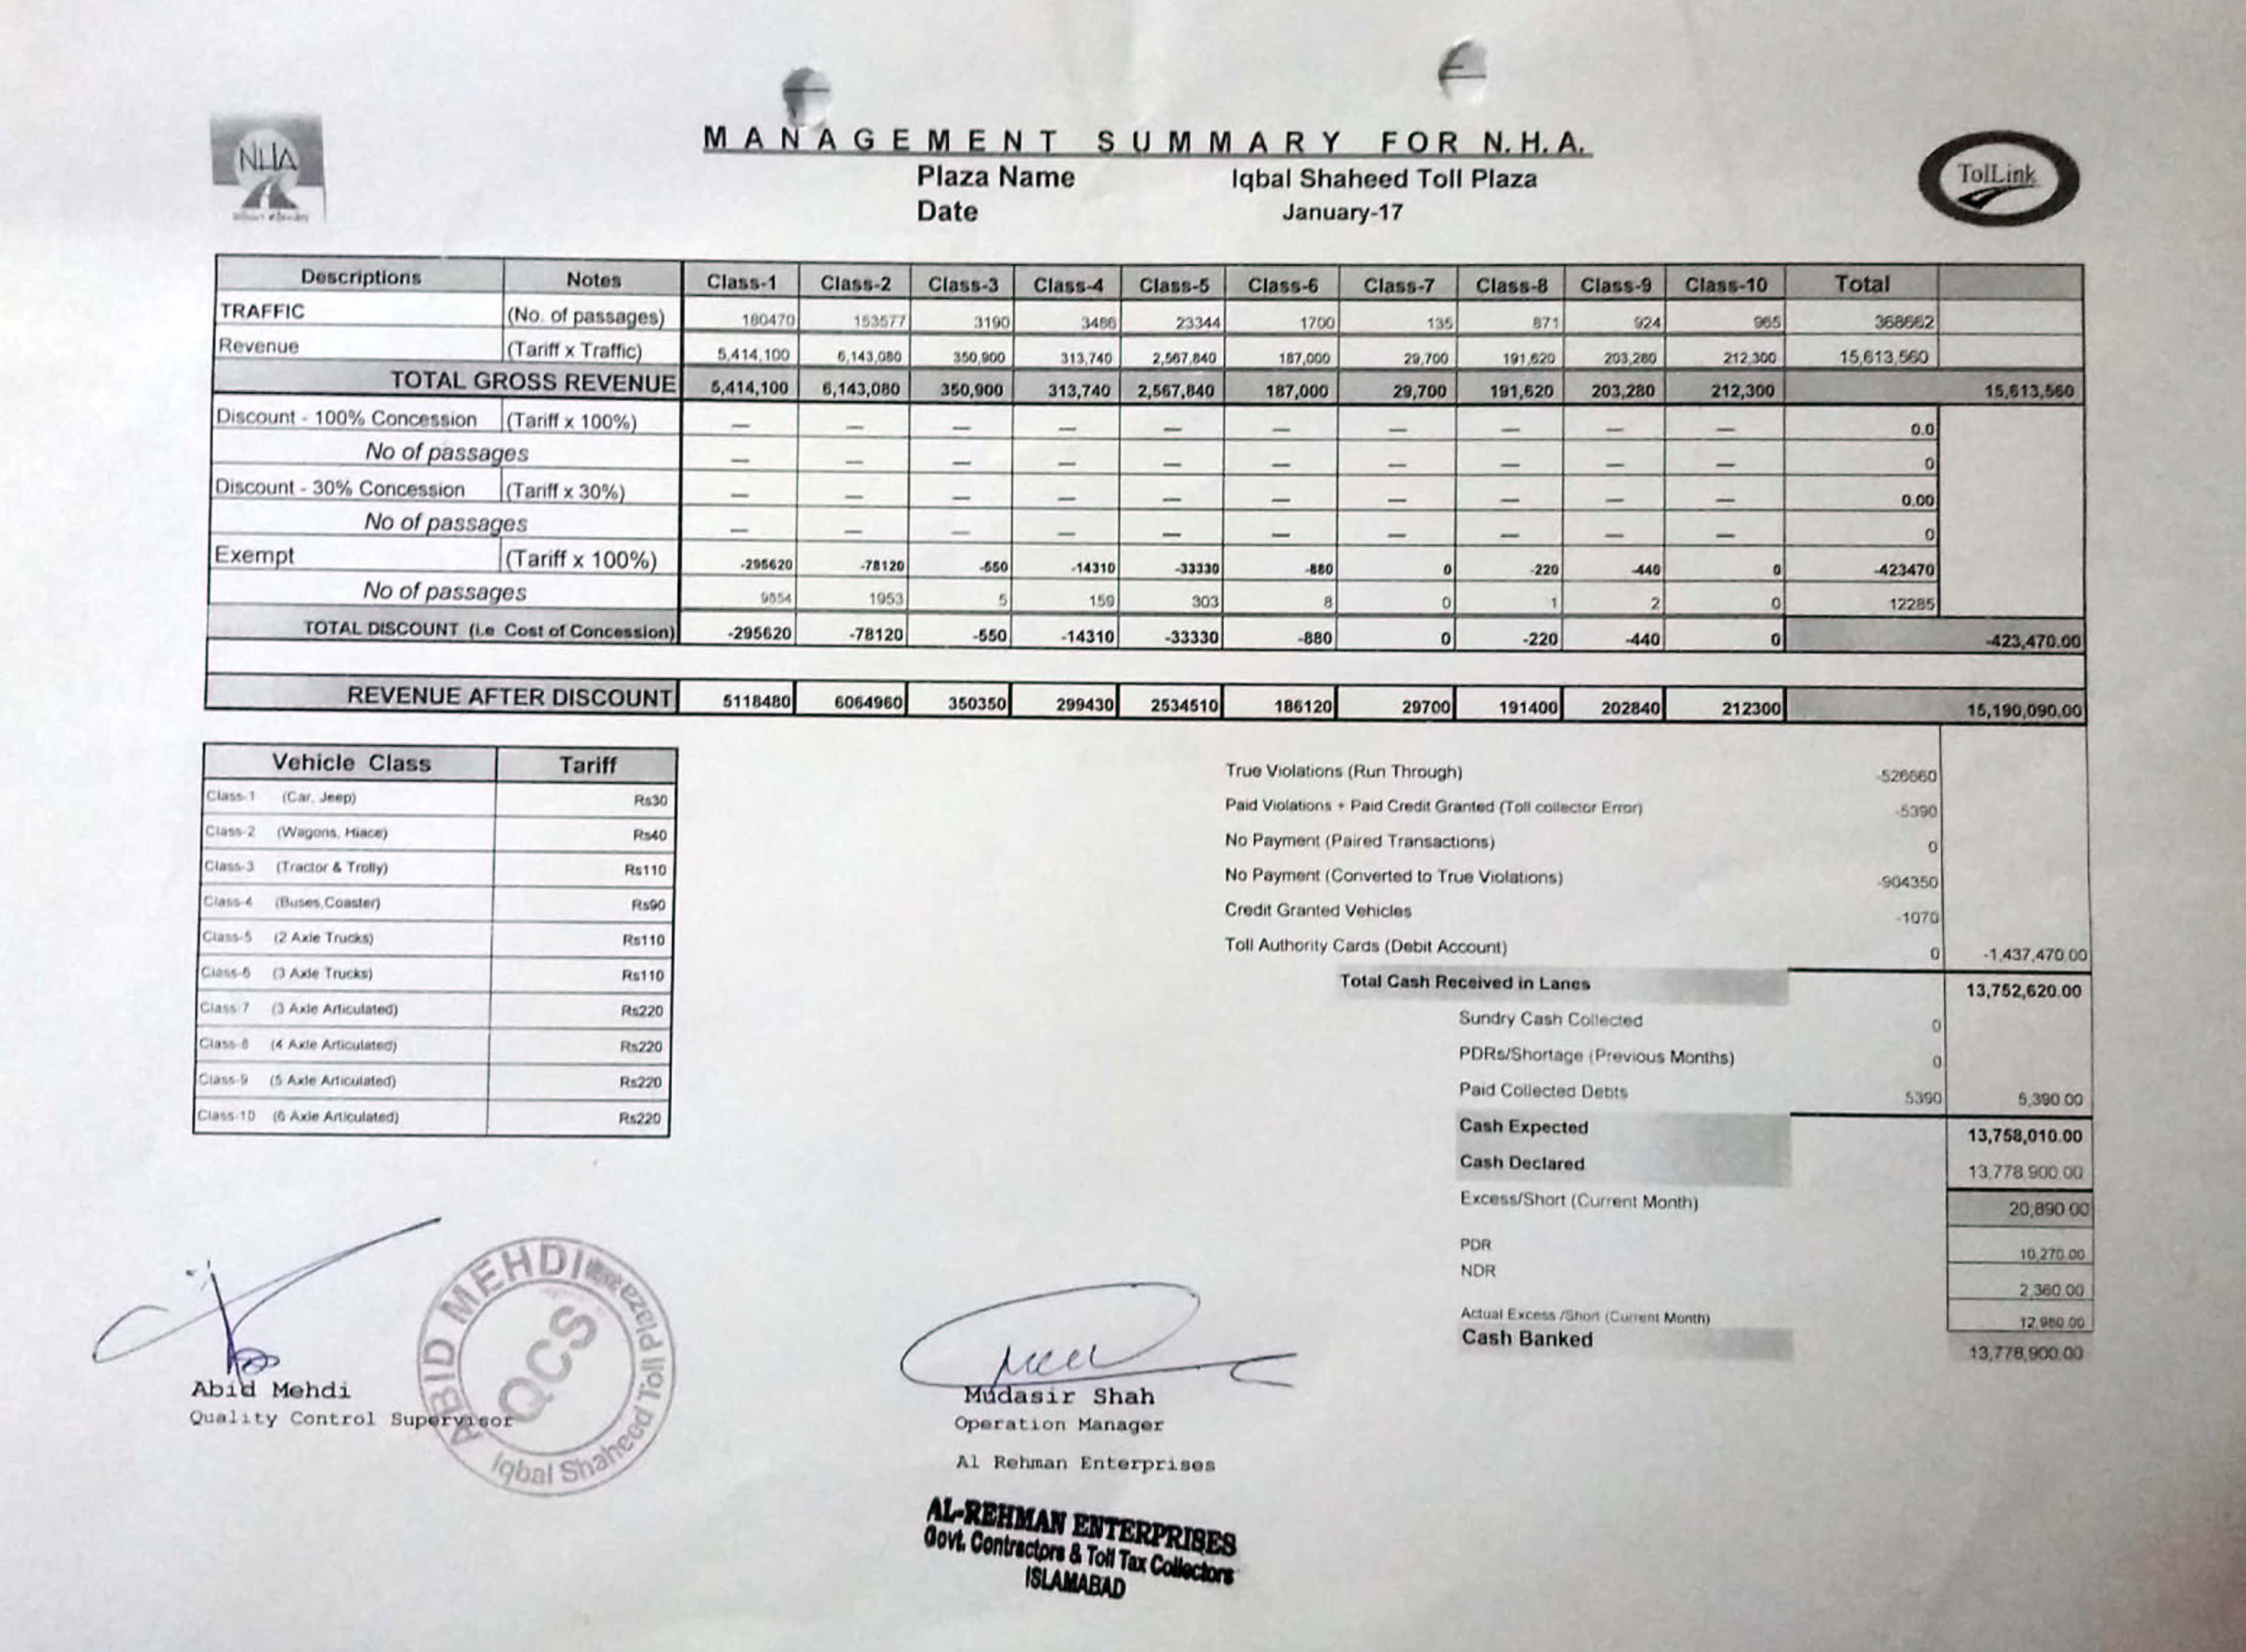 NHA
MANAGEMENT SUMMARY FOR N.H.A.
Plaza Name Iqbal Shaheed Toll Plaza
Date January-17
TolLink
Descriptions Notes Class-1 Class-2 Class-3 Class-4 Class-5 Class-6 Class-7 Class-8 Class-9 Class-10 Total
TRAFFIC (No. of passages) 180470 153577 3190 3486 23344 1700 135 871 924 965 368662
Revenue (Tariff x Traffic) 5,414,100 6,143,080 350,900 313,740 2,567,840 187,000 29,700 191,620 203,280 212,300 15,613,560
TOTAL GROSS REVENUE 5,414,100 6,143,080 350,900 313,740 2,567,840 187,000 29,700 191,620 203,280 212,300 15,613,560
Discount - 100% Concession (Tariff x 100%) — — — — — — — — — — 0.0
No of passages — — — — — — — — — — 0
Discount - 30% Concession (Tariff x 30%) — — — — — — — — — — 0.00
No of passages — — — — — — — — — — 0
Exempt (Tariff x 100%) -295620 -78120 -550 -14310 -33330 -880 0 -220 -440 0 -423470
No of passages 9854 1953 5 159 303 8 0 1 2 0 12285
TOTAL DISCOUNT (i.e Cost of Concession) -295620 -78120 -550 -14310 -33330 -880 0 -220 -440 0 -423,470.00
REVENUE AFTER DISCOUNT 5118480 6064960 350350 299430 2534510 186120 29700 191400 202840 212300 15,190,090.00
Vehicle Class Tariff
Class-1 (Car, Jeep) Rs30
Class-2 (Wagons, Hiace) Rs40
Class-3 (Tractor & Trolly) Rs110
Class-4 (Buses,Coaster) Rs90
Class-5 (2 Axle Trucks) Rs110
Class-6 (3 Axle Trucks) Rs110
Class-7 (3 Axle Articulated) Rs220
Class-8 (4 Axle Articulated) Rs220
Class-9 (5 Axle Articulated) Rs220
Class-10 (6 Axle Articulated) Rs220
True Violations (Run Through) -526660
Paid Violations + Paid Credit Granted (Toll collector Error) -5390
No Payment (Paired Transactions) 0
No Payment (Converted to True Violations) -904350
Credit Granted Vehicles -1070
Toll Authority Cards (Debit Account) 0 -1,437,470.00
Total Cash Received in Lanes 13,752,620.00
Sundry Cash Collected 0
PDRs/Shortage (Previous Months) 0
Paid Collected Debts 5390 5,390.00
Cash Expected 13,758,010.00
Cash Declared 13,778,900.00
Excess/Short (Current Month) 20,890.00
PDR 10,270.00
NDR 2,360.00
Actual Excess /Short (Current Month) 12,980.00
Cash Banked 13,778,900.00
ABID MEHDI
QCS
Iqbal Shaheed Toll Plaza
Abid Mehdi
Quality Control Supervisor
Mudasir Shah
Operation Manager
Al Rehman Enterprises
AL-REHMAN ENTERPRISES
Govt. Contractors & Toll Tax Collectors
ISLAMABAD